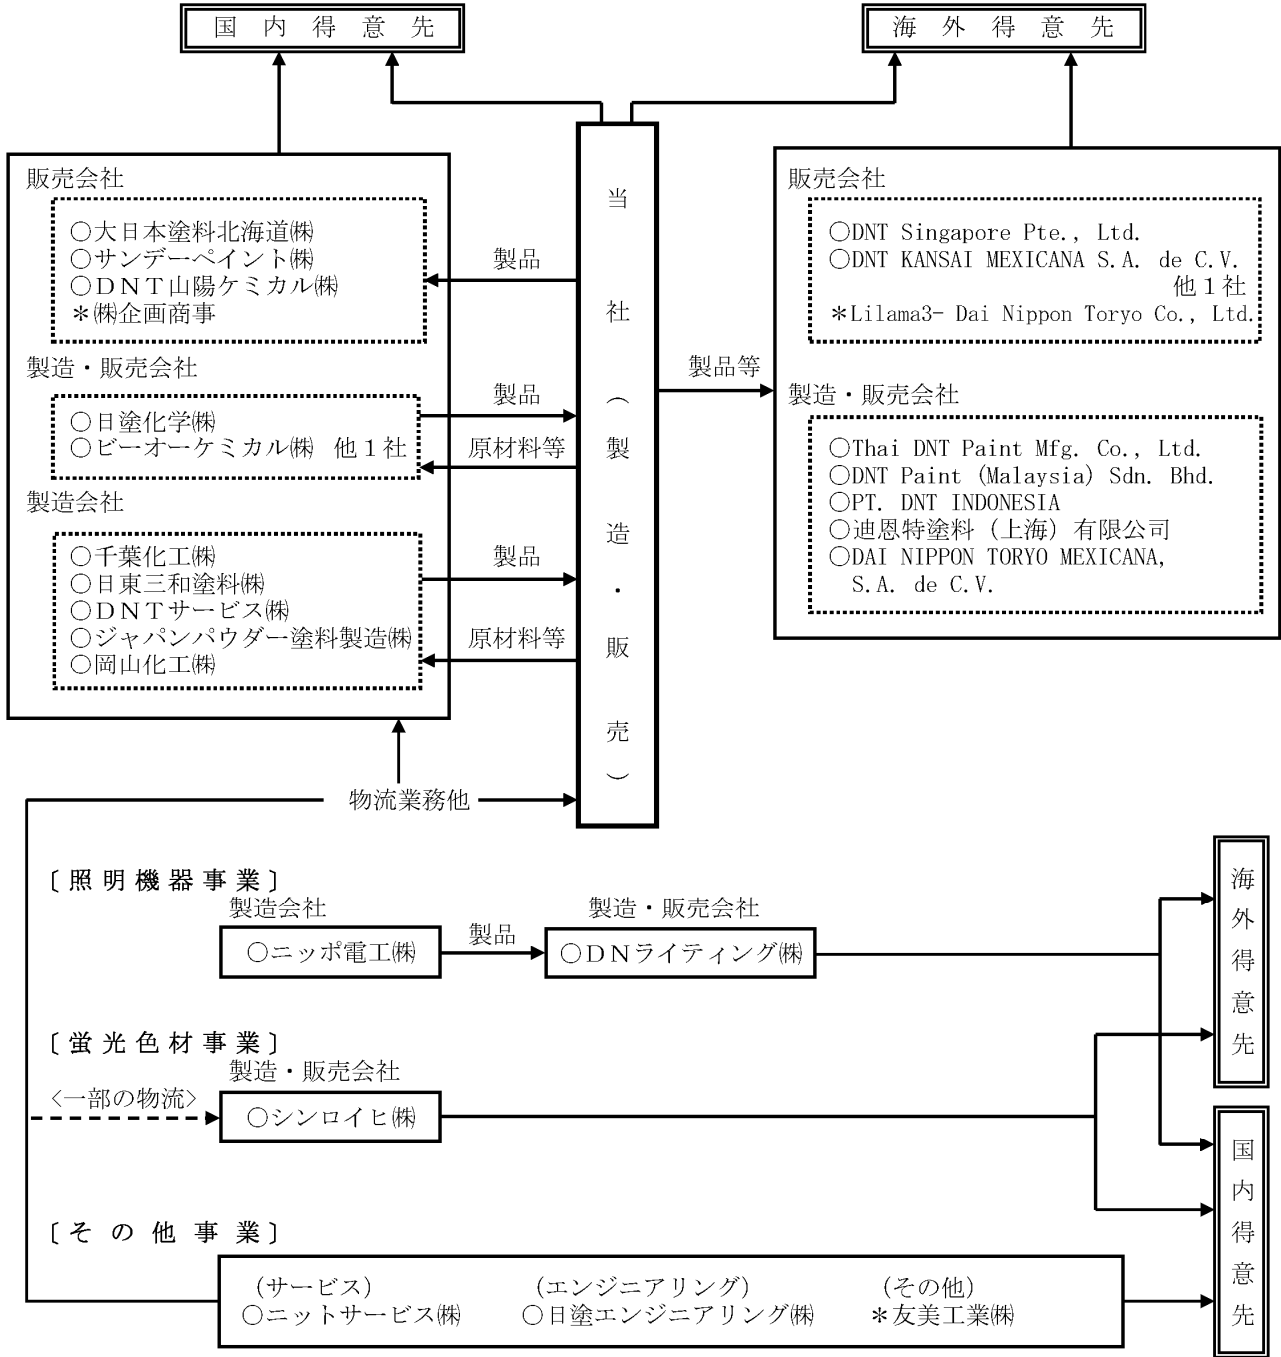 国内得意先
海外得意先
販売会社
○大日本塗料北海道㈱
○サンデーペイント㈱
○DNT山陽ケミカル㈱
＊㈱企画商事
製造・販売会社
○日塗化学㈱
○ビーオーケミカル㈱ 他1社
製造会社
○千葉化工㈱
○日東三和塗料㈱
○DNTサービス㈱
○ジャパンパウダー塗料製造㈱
○岡山化工㈱
製品
製品
原材料等
製品
原材料等
当社（製造・販売）
製品等
販売会社
○DNT Singapore Pte., Ltd.
○DNT KANSAI MEXICANA S.A. de C.V.
他1社
＊Lilama3- Dai Nippon Toryo Co., Ltd.
製造・販売会社
○Thai DNT Paint Mfg. Co., Ltd.
○DNT Paint (Malaysia) Sdn. Bhd.
○PT. DNT INDONESIA
○迪恩特塗料（上海）有限公司
○DAI NIPPON TORYO MEXICANA,
S.A. de C.V.
物流業務他
〔照明機器事業〕
製造会社
○ニッポ電工㈱
製品
製造・販売会社
○DNライティング㈱
海外得意先
〔蛍光色材事業〕
製造・販売会社
<一部の物流>
○シンロイヒ㈱
国内得意先
〔その他事業〕
(サービス) (エンジニアリング) (その他)
○ニットサービス㈱ ○日塗エンジニアリング㈱ ＊友美工業㈱